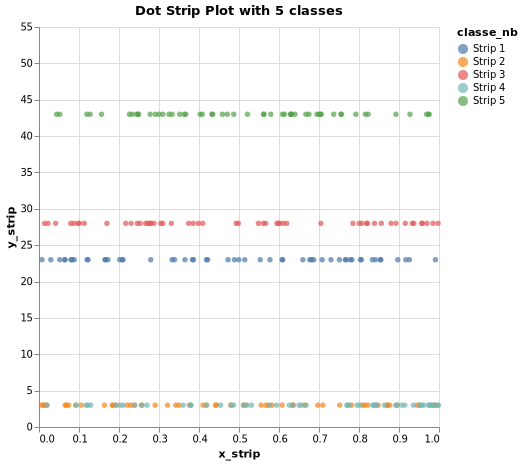 Dot Strip Plot with 5 classes
classe_nb
Strip 1
Strip 2
Strip 3
Strip 4
Strip 5
y_strip
55
50
45
40
35
30
25
20
15
10
5
0
0.0 0.1 0.2 0.3 0.4 0.5 0.6 0.7 0.8 0.9 1.0
x_strip